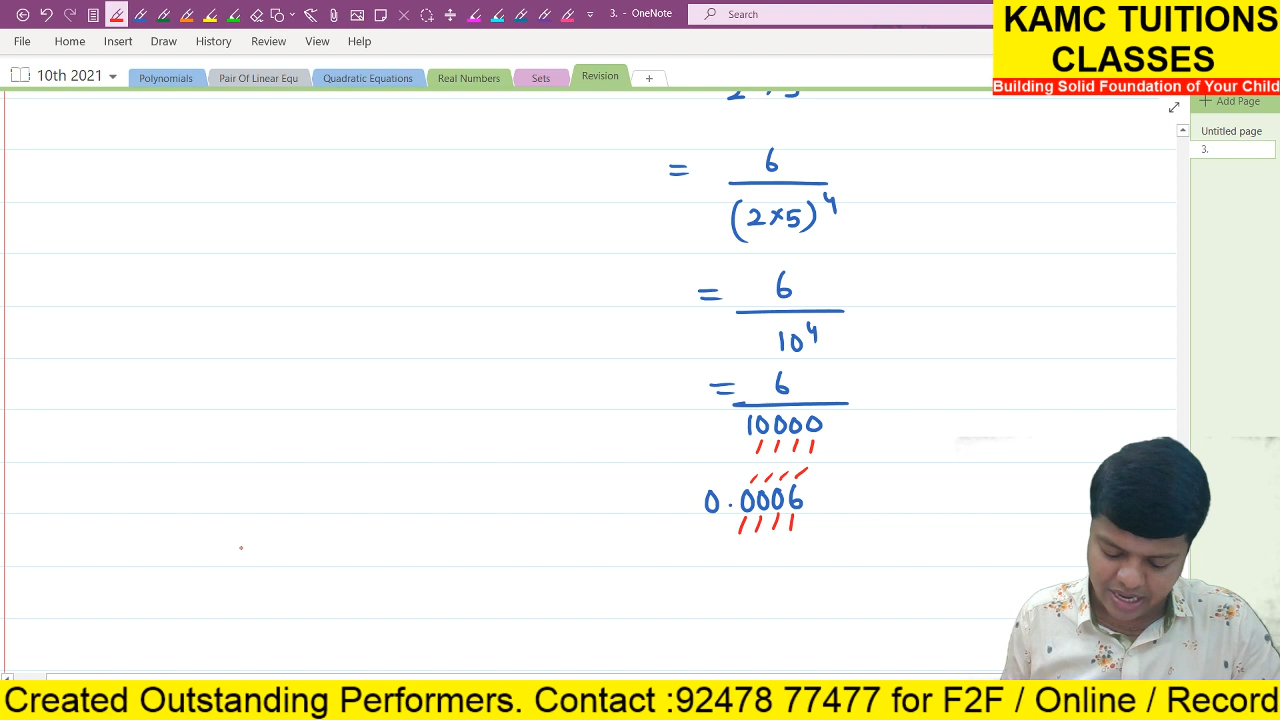 3. - OneNote
Search
KAMC TUITIONS
CLASSES
Building Solid Foundation of Your Child
File Home Insert Draw History Review View Help
10th 2021
Polynomials Pair Of Linear Equ Quadratic Equations Real Numbers Sets Revision +
+ Add Page
Untitled page
3.
= 6
(2×5)^4
= 6
10^4
= 6
10000
0.0006
Created Outstanding Performers. Contact :92478 77477 for F2F / Online / Record